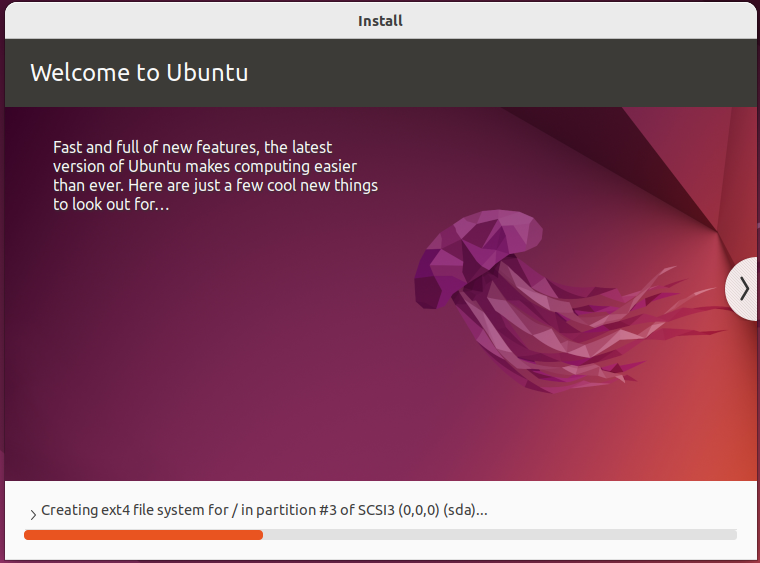 Install
Welcome to Ubuntu
Fast and full of new features, the latest
version of Ubuntu makes computing easier
than ever. Here are just a few cool new things
to look out for…
Creating ext4 file system for / in partition #3 of SCSI3 (0,0,0) (sda)...